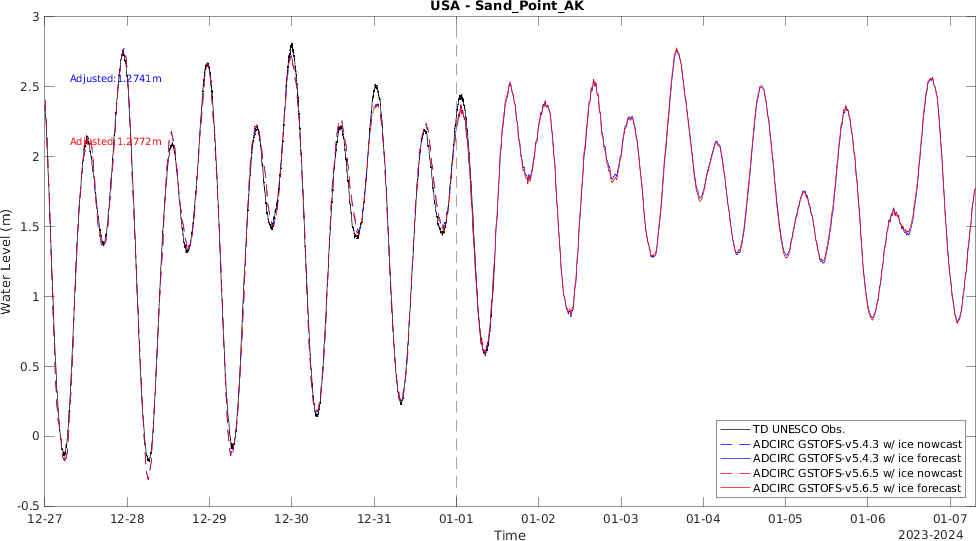 USA - Sand_Point_AK
3
2.5
2
1.5
1
0.5
0
-0.5
Water Level (m)
Adjusted:1.2741m
Adjusted:1.2772m
TD UNESCO Obs.
ADCIRC GSTOFS-v5.4.3 w/ ice nowcast
ADCIRC GSTOFS-v5.4.3 w/ ice forecast
ADCIRC GSTOFS-v5.6.5 w/ ice nowcast
ADCIRC GSTOFS-v5.6.5 w/ ice forecast
12-27 12-28 12-29 12-30 12-31 01-01 01-02 01-03 01-04 01-05 01-06 01-07
Time
2023-2024